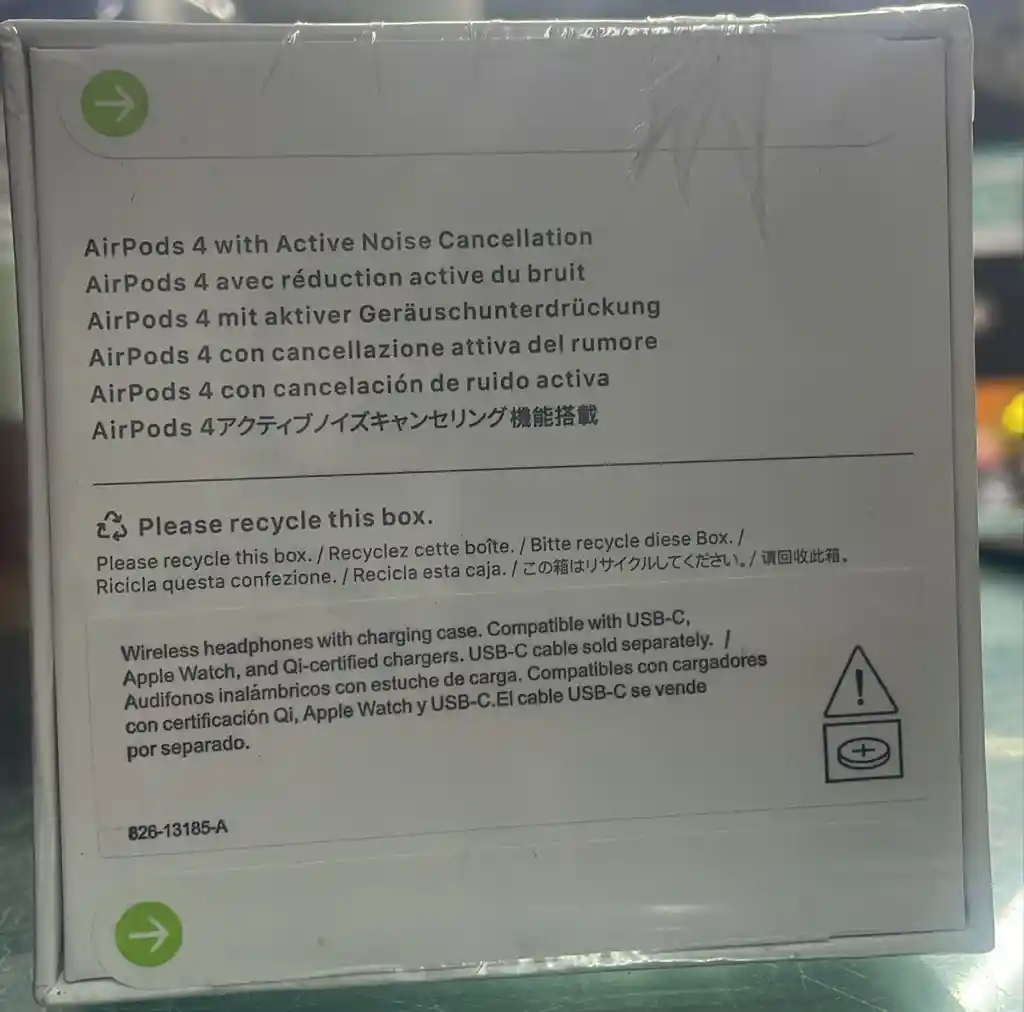 AirPods 4 with Active Noise Cancellation
AirPods 4 avec réduction active du bruit
AirPods 4 mit aktiver Geräuschunterdrückung
AirPods 4 con cancellazione attiva del rumore
AirPods 4 con cancelación de ruido activa
AirPods 4アクティブノイズキャンセリング機能搭載
Please recycle this box.
Please recycle this box. / Recyclez cette boîte. / Bitte recycle diese Box. /
Ricicla questa confezione. / Recicla esta caja. / この箱はリサイクルしてください。/ 请回收此箱。
Wireless headphones with charging case. Compatible with USB-C,
Apple Watch, and Qi-certified chargers. USB-C cable sold separately. /
Audifonos inalámbricos con estuche de carga. Compatibles con cargadores
con certificación Qi, Apple Watch y USB-C.El cable USB-C se vende
por separado.
826-13185-A